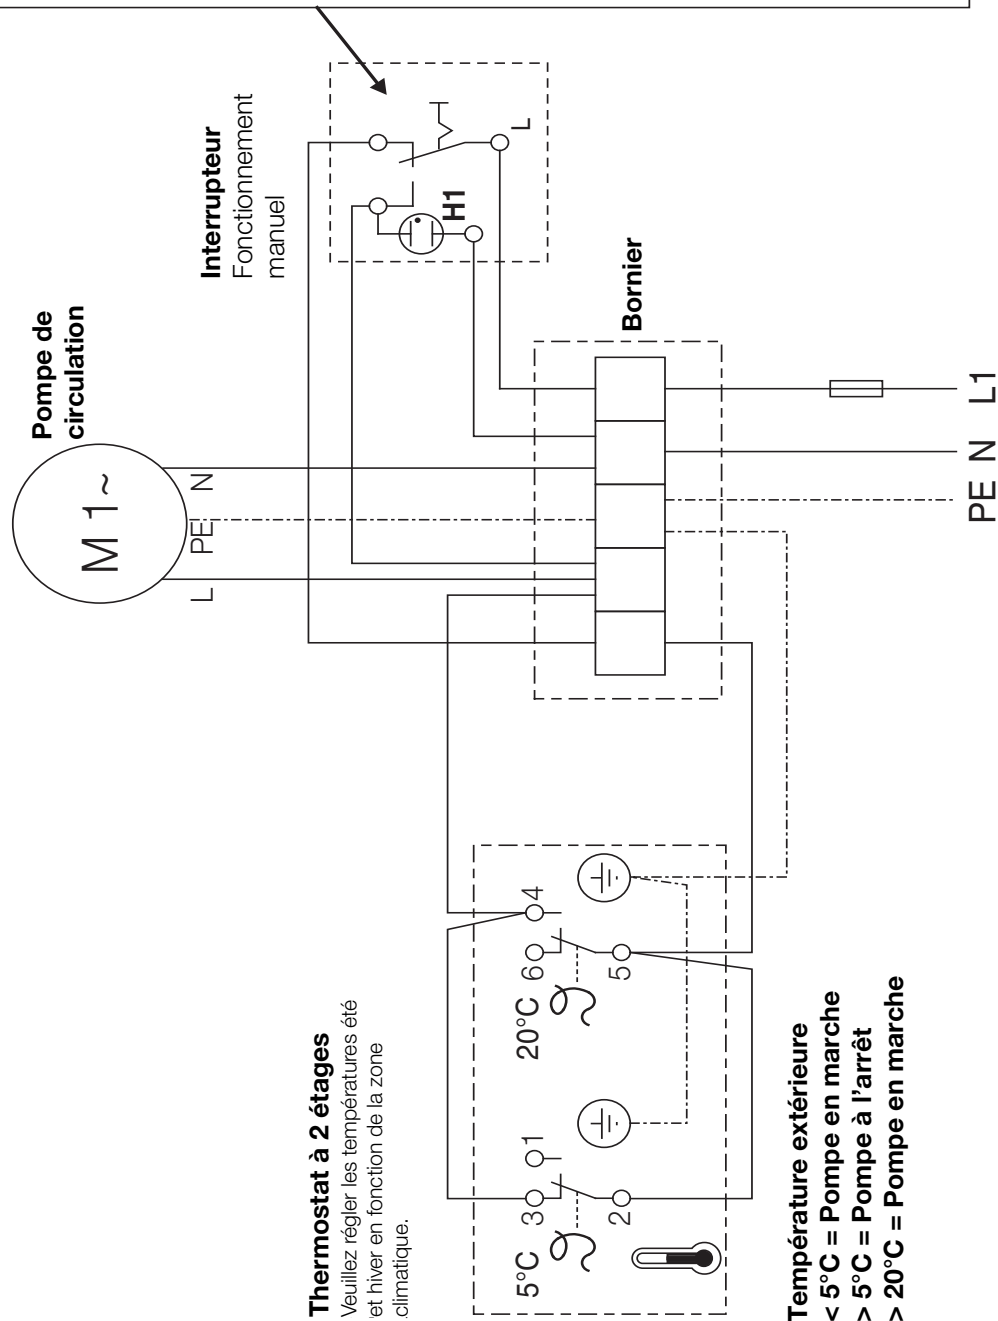 Pompe de
circulation
M 1~
L
PE
N
Interrupteur
Fonctionnement
manuel
H1
L
Bornier
PE
N
L1
Thermostat à 2 étages
Veuillez régler les températures été
et hiver en fonction de la zone
climatique.
5°C
3
1
2
20°C
6
4
5
Température extérieure
< 5°C = Pompe en marche
> 5°C = Pompe à l'arrêt
> 20°C = Pompe en marche